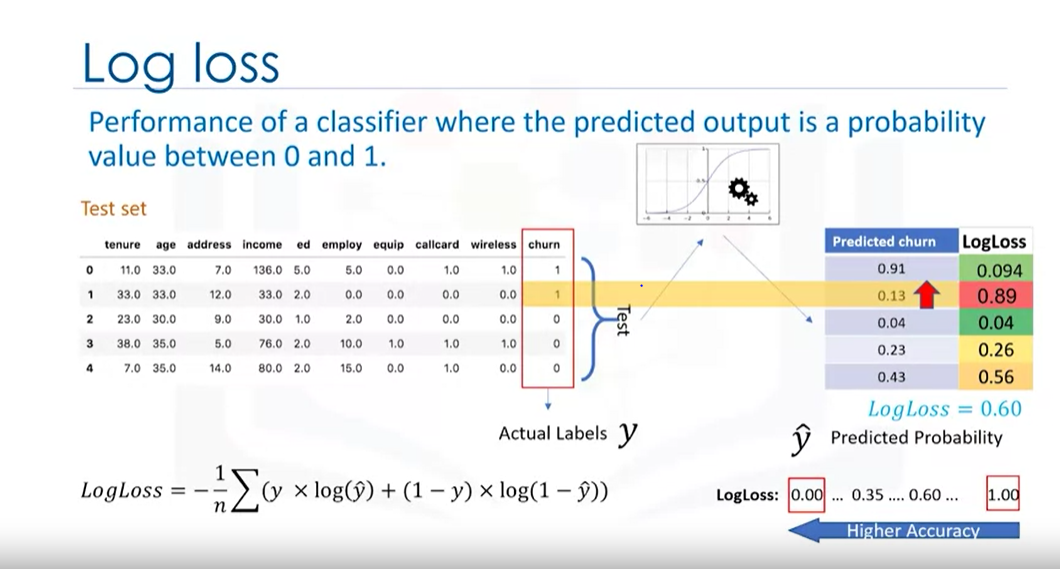 Log loss
Performance of a classifier where the predicted output is a probability
value between 0 and 1.
Test set
tenure age address income ed employ equip callcard wireless churn
0 11.0 33.0 7.0 136.0 5.0 5.0 0.0 1.0 1.0 1
1 33.0 33.0 12.0 33.0 2.0 0.0 0.0 0.0 0.0 1
2 23.0 30.0 9.0 30.0 1.0 2.0 0.0 0.0 0.0 0
3 38.0 35.0 5.0 76.0 2.0 10.0 1.0 1.0 1.0 0
4 7.0 35.0 14.0 80.0 2.0 15.0 0.0 1.0 0.0 0
Test
Predicted churn LogLoss
0.91 0.094
0.13 0.89
0.04 0.04
0.23 0.26
0.43 0.56
LogLoss = 0.60
Actual Labels y
ŷ Predicted Probability
LogLoss = −1/n ∑(y × log(ŷ) + (1 − y) × log(1 − ŷ))
LogLoss: 0.00 ... 0.35 .... 0.60 ... 1.00
Higher Accuracy